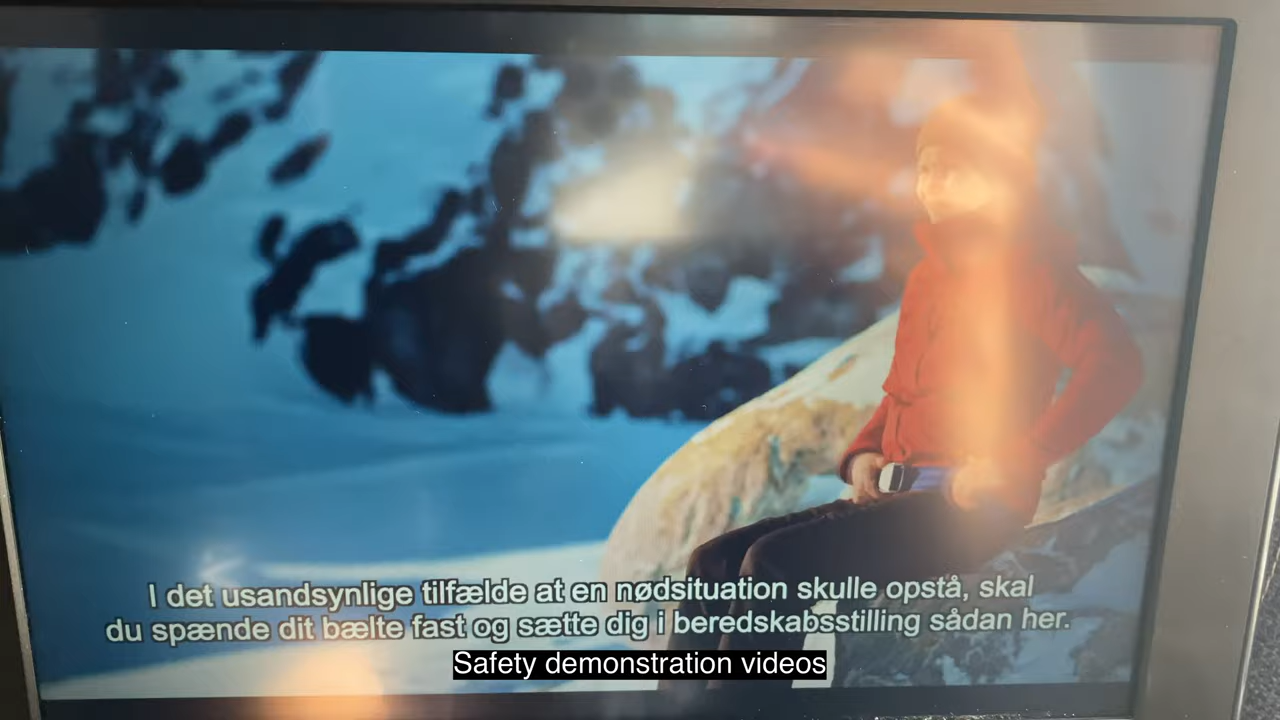 I det usandsynlige tilfælde at en nødsituation skulle opstå, skal
du spænde dit bælte fast og sætte dig i beredskabsstilling sådan her.
Safety demonstration videos